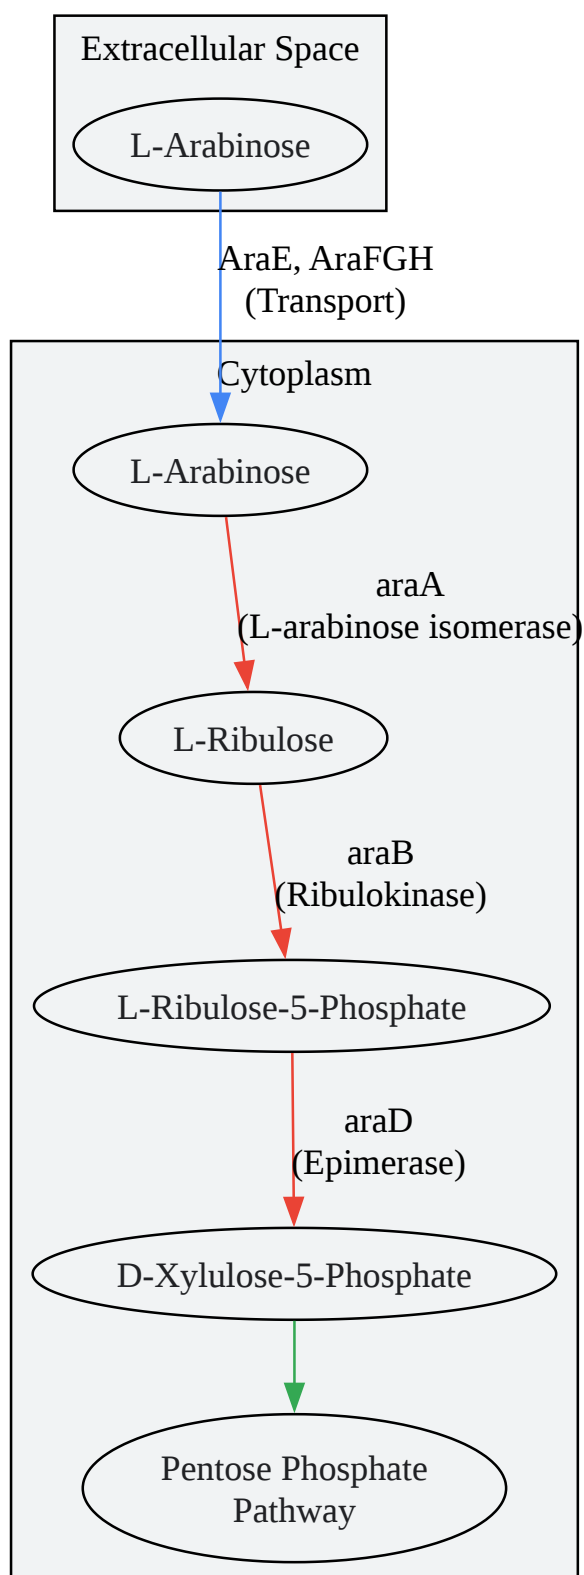 Extracellular Space
L-Arabinose
AraE, AraFGH
(Transport)
Cytoplasm
L-Arabinose
araA
(L-arabinose isomerase)
L-Ribulose
araB
(Ribulokinase)
L-Ribulose-5-Phosphate
araD
(Epimerase)
D-Xylulose-5-Phosphate
Pentose Phosphate
Pathway